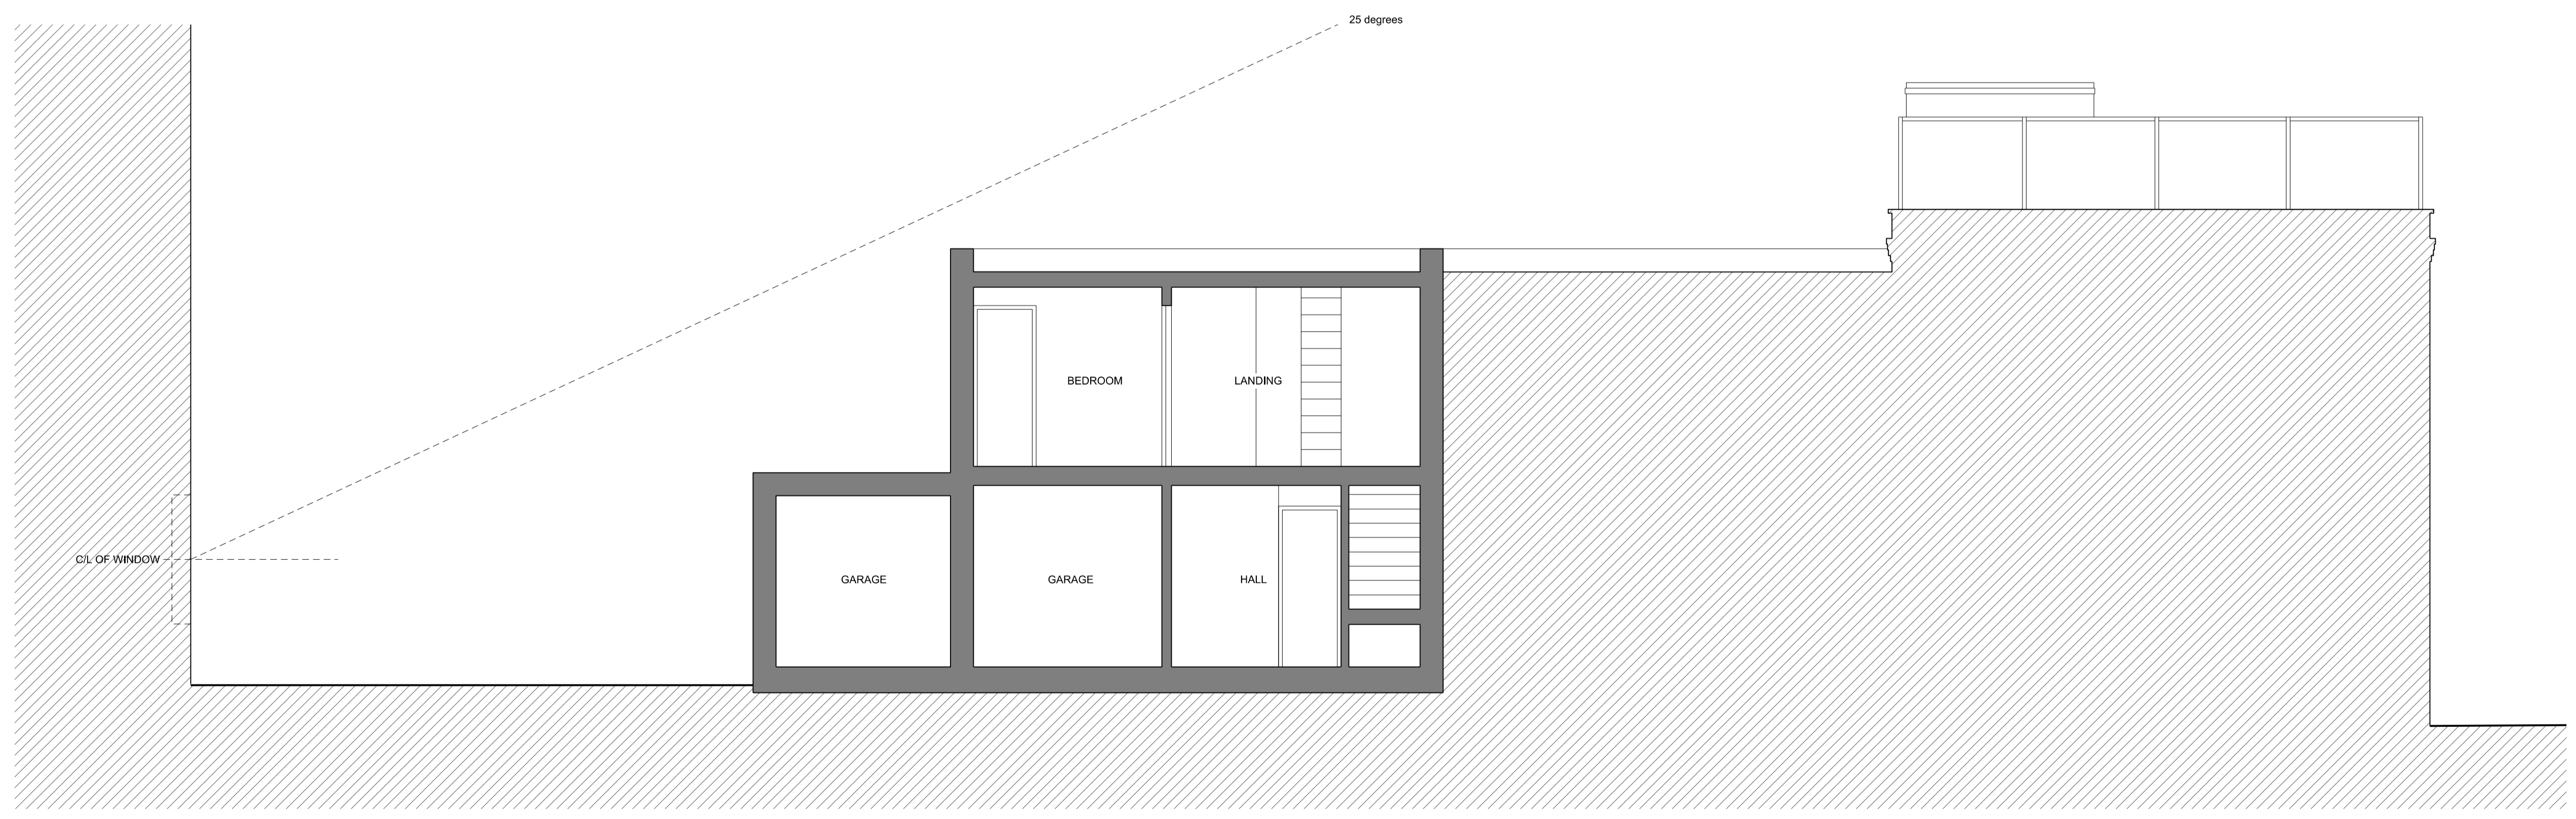 25 degrees
BEDROOM
LANDING
C/L OF WINDOW
GARAGE
GARAGE
HALL